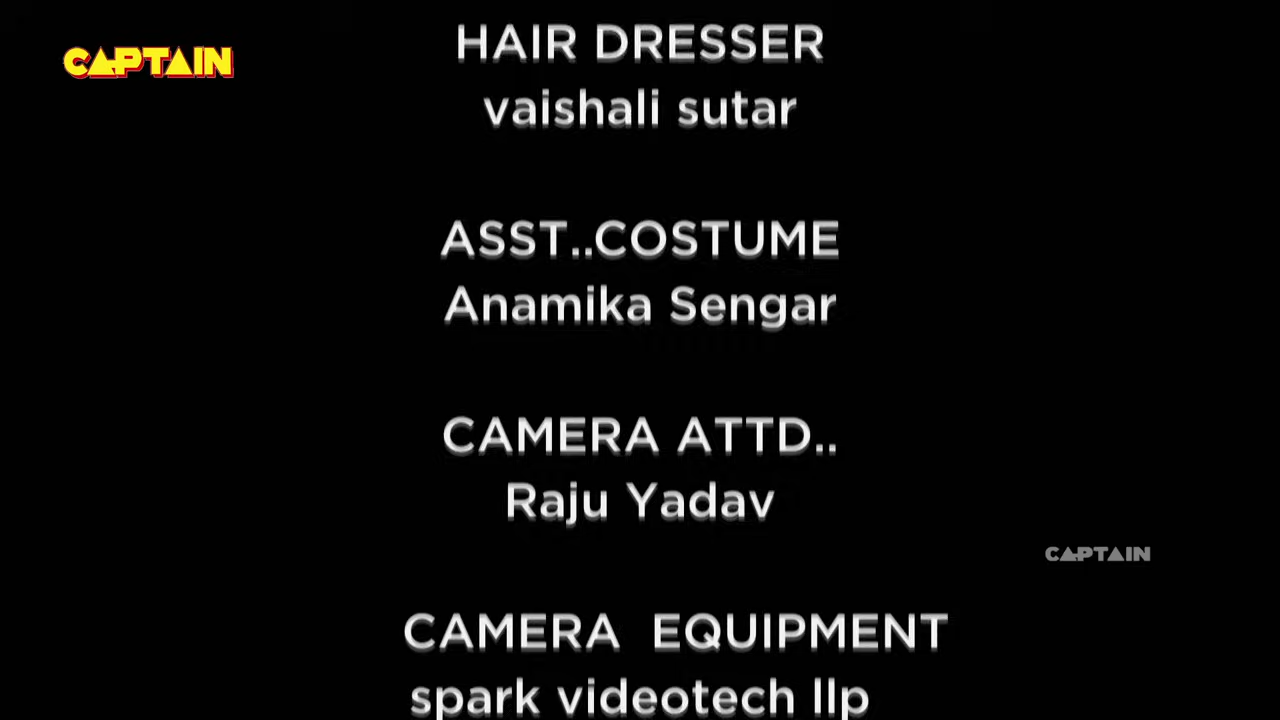 CAPTAIN
HAIR DRESSER
vaishali sutar
ASST..COSTUME
Anamika Sengar
CAMERA ATTD..
Raju Yadav
CAPTAIN
CAMERA  EQUIPMENT
spark videotech llp